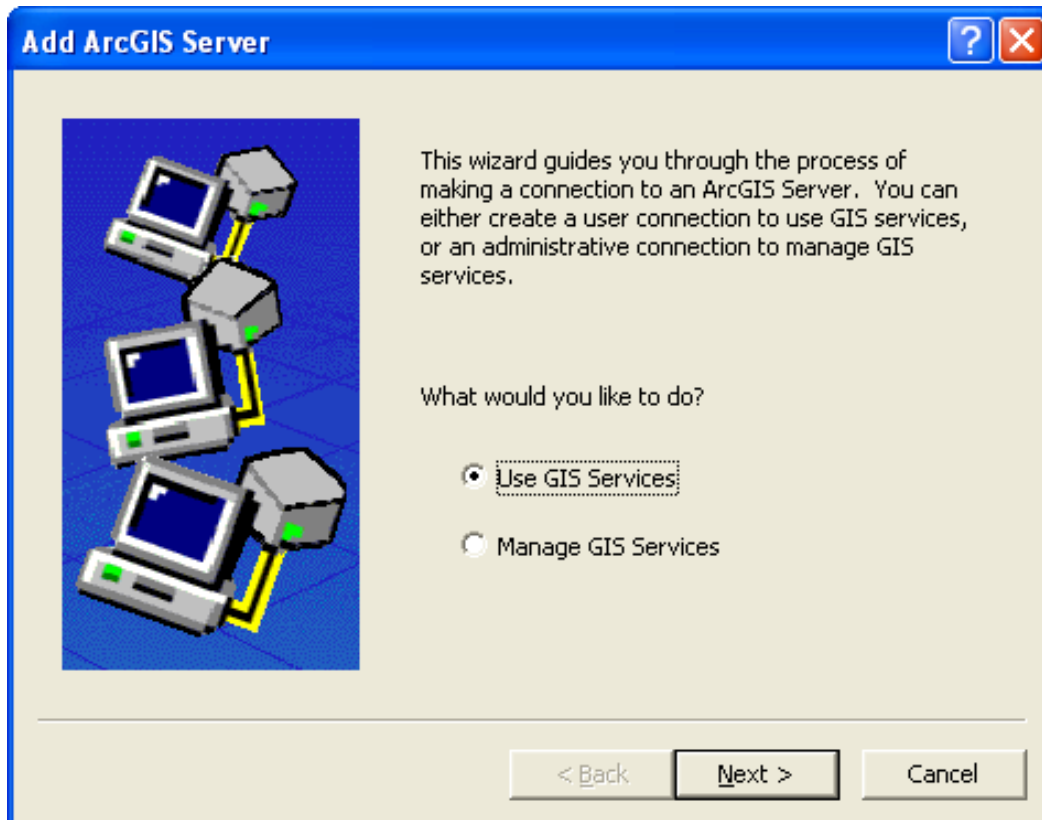 Add ArcGIS Server
This wizard guides you through the process of
making a connection to an ArcGIS Server.  You can
either create a user connection to use GIS services,
or an administrative connection to manage GIS
services.
What would you like to do?
Use GIS Services
Manage GIS Services
< Back
Next >
Cancel